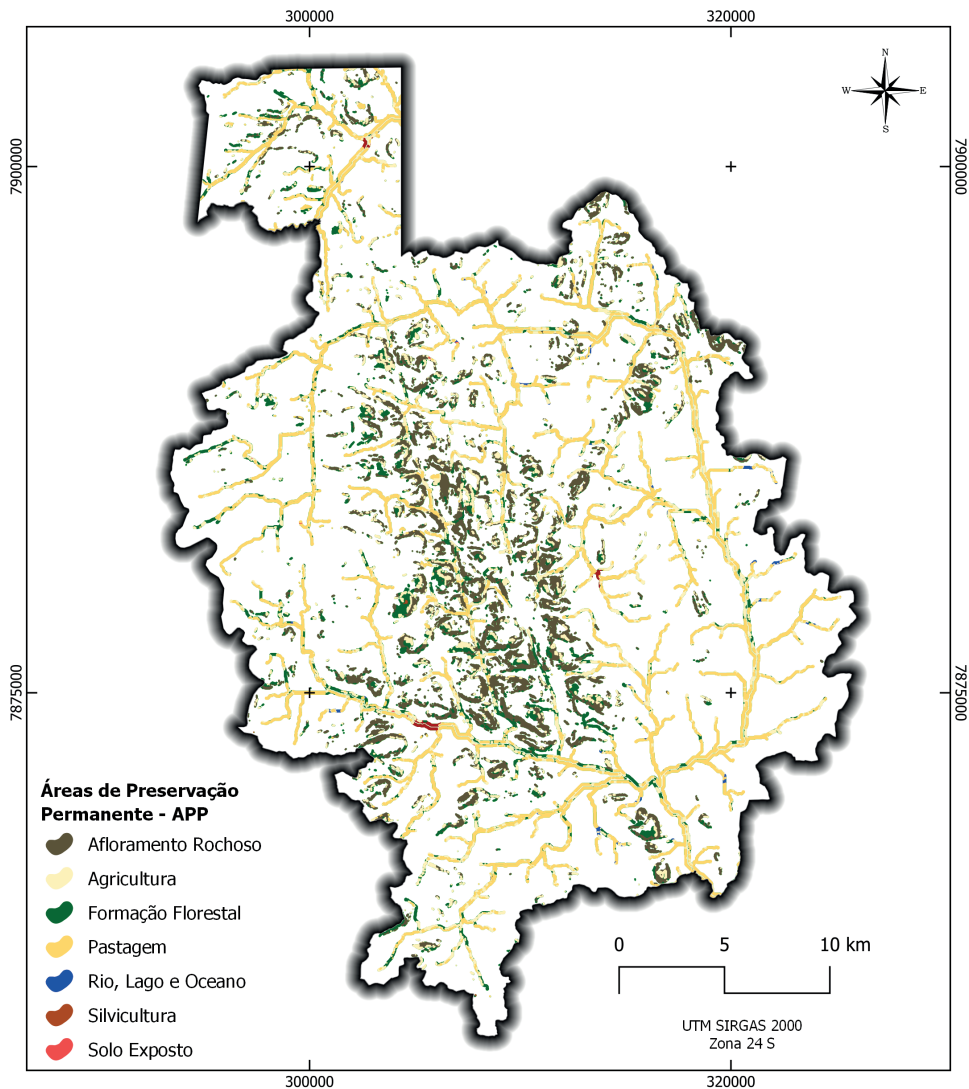 300000
320000
N
W
E
S
7900000
7900000
7875000
7875000
Áreas de Preservação
Permanente - APP
Afloramento Rochoso
Agricultura
Formação Florestal
Pastagem
Rio, Lago e Oceano
Silvicultura
Solo Exposto
0
5
10 km
UTM SIRGAS 2000
Zona 24 S
300000
320000